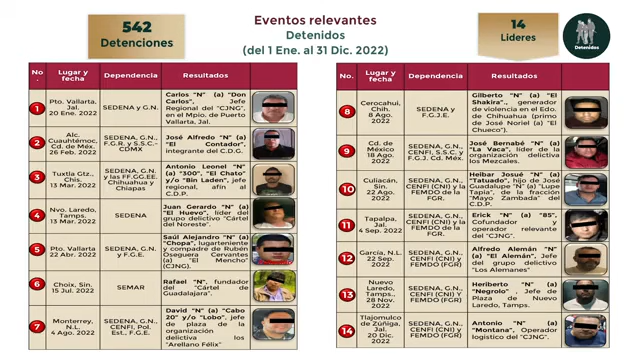 542
Detenciones
Eventos relevantes
Detenidos
(del 1 Ene. al 31 Dic. 2022)
14
Lideres
Detenidos
No.
Lugar y fecha
Dependencia
Resultados
1
Pto. Vallarta,
Jal.
20 Ene. 2022
SEDENA y G.N.
Carlos "N" (a) "Don
Carlos", Jefe
Regional del "CJNG",
en el Mpio. de Puerto
Vallarta, Jal.
2
Alc.
Cuauhémoc,
Cd. de Méx.
26 Feb. 2022
SEDENA, G.N.,
F.G.R. y S.S.C.-
CDMX
José Alfredo "N" (a)
"El Contador",
integrante del C.D.G.
3
Tuxtla Gtz.,
Chis.
13 Mar. 2022
SEDENA, G.N.
y las FF.GG.EE.
Chihuahua y
Chiapas
Antonio Leonel "N" (a)
"300", "El Chato"
y/o "Bin Laden", jefe
regional, afín al
C.D.P.
4
Nvo. Laredo,
Tamps.
13 Mar. 2022
SEDENA
Juan Gerardo "N" (a)
"El Huevo", líder del
grupo delictivo "Cártel
del Noreste".
5
Pto. Vallarta
22 Abr. 2022
SEDENA, G.N.
y F.G.E.
Saúl Alejandro "N" (a)
"Chopa", lugarteniente
y compadre de Rubén
Oseguera Cervantes
(a) "El Mencho"
(CJNG).
6
Choix, Sin.
15 Jul. 2022
SEMAR
Rafael "N", fundador
del "Cártel de
Guadalajara".
7
Monterrey,
N.L.
4 Ago. 2022
SEDENA, G.N.,
CENFI, Pol.
Est., F.G.E.
David "N" (a) "Cabo
20" y/o "Lobo", jefe
de plaza de la
organización
delictiva los
"Arellano Félix"
No.
Lugar y fecha
Dependencia
Resultados
8
Cerocahui,
Chih.
8 Ago.
2022
SEDENA y
F.G.J.E.
Gilberto "N" (a) "El
Shakira"., generador
de violencia en el Edo.
de Chihuahua (primo
de José Noriel (a) "El
Chueco").
9
Cd. de
México
18 Ago.
2022
SEDENA, G.N.,
CENFI, S.S.C. y
F.G.J. Cd. Méx.
José Bernabé "N" (a)
"La Vaca", líder de la
organización delictiva
los Mezcales.
10
Culiacán,
Sin.
22 Ago.
2022
SEDENA, G.N.,
CENFI (CNI) y la
FEMDO de la
FGR.
Heibar Josué "N" (a)
"Tatuado", hijo de José
Guadalupe "N" (a) "Lupe
Tapia", de la fracción
"Mayo Zambada" del
C.D.P.
11
Tapalpa,
Jal.
4 Sep. 2022
SEDENA, G.N.,
CENFI (CNI) y la
FEMDO de la
FGR.
Erick "N" (a) "85",
Cofundador y
operador relevante
del "CJNG".
12
García, N.L.
22 Sep.
2022
SEDENA, G.N.,
CENFI (CNI) y
FEMDO (FGR)
Alfredo Alemán "N"
(a) "El Alemán", Jefe
del grupo delictivo
"Los Alemanes"
13
Nuevo
Laredo,
Tamps.,
28 Nov.
2022
SEDENA, G.N.,
CENFI (CNI) Y
FEMDO (FGR)
Heriberto "N" (a)
"Negrolo", Jefe de
Plaza de Nuevo
Laredo, Tamps.
14
Tlajomulco
de Zúñiga,
Jal.
20 Dic.
2022
SEDENA, G.N.,
CENFI (CNI) y
FEMDO (FGR)
Antonio "N" (a)
"Montana", Operador
logístico del "CJNG".